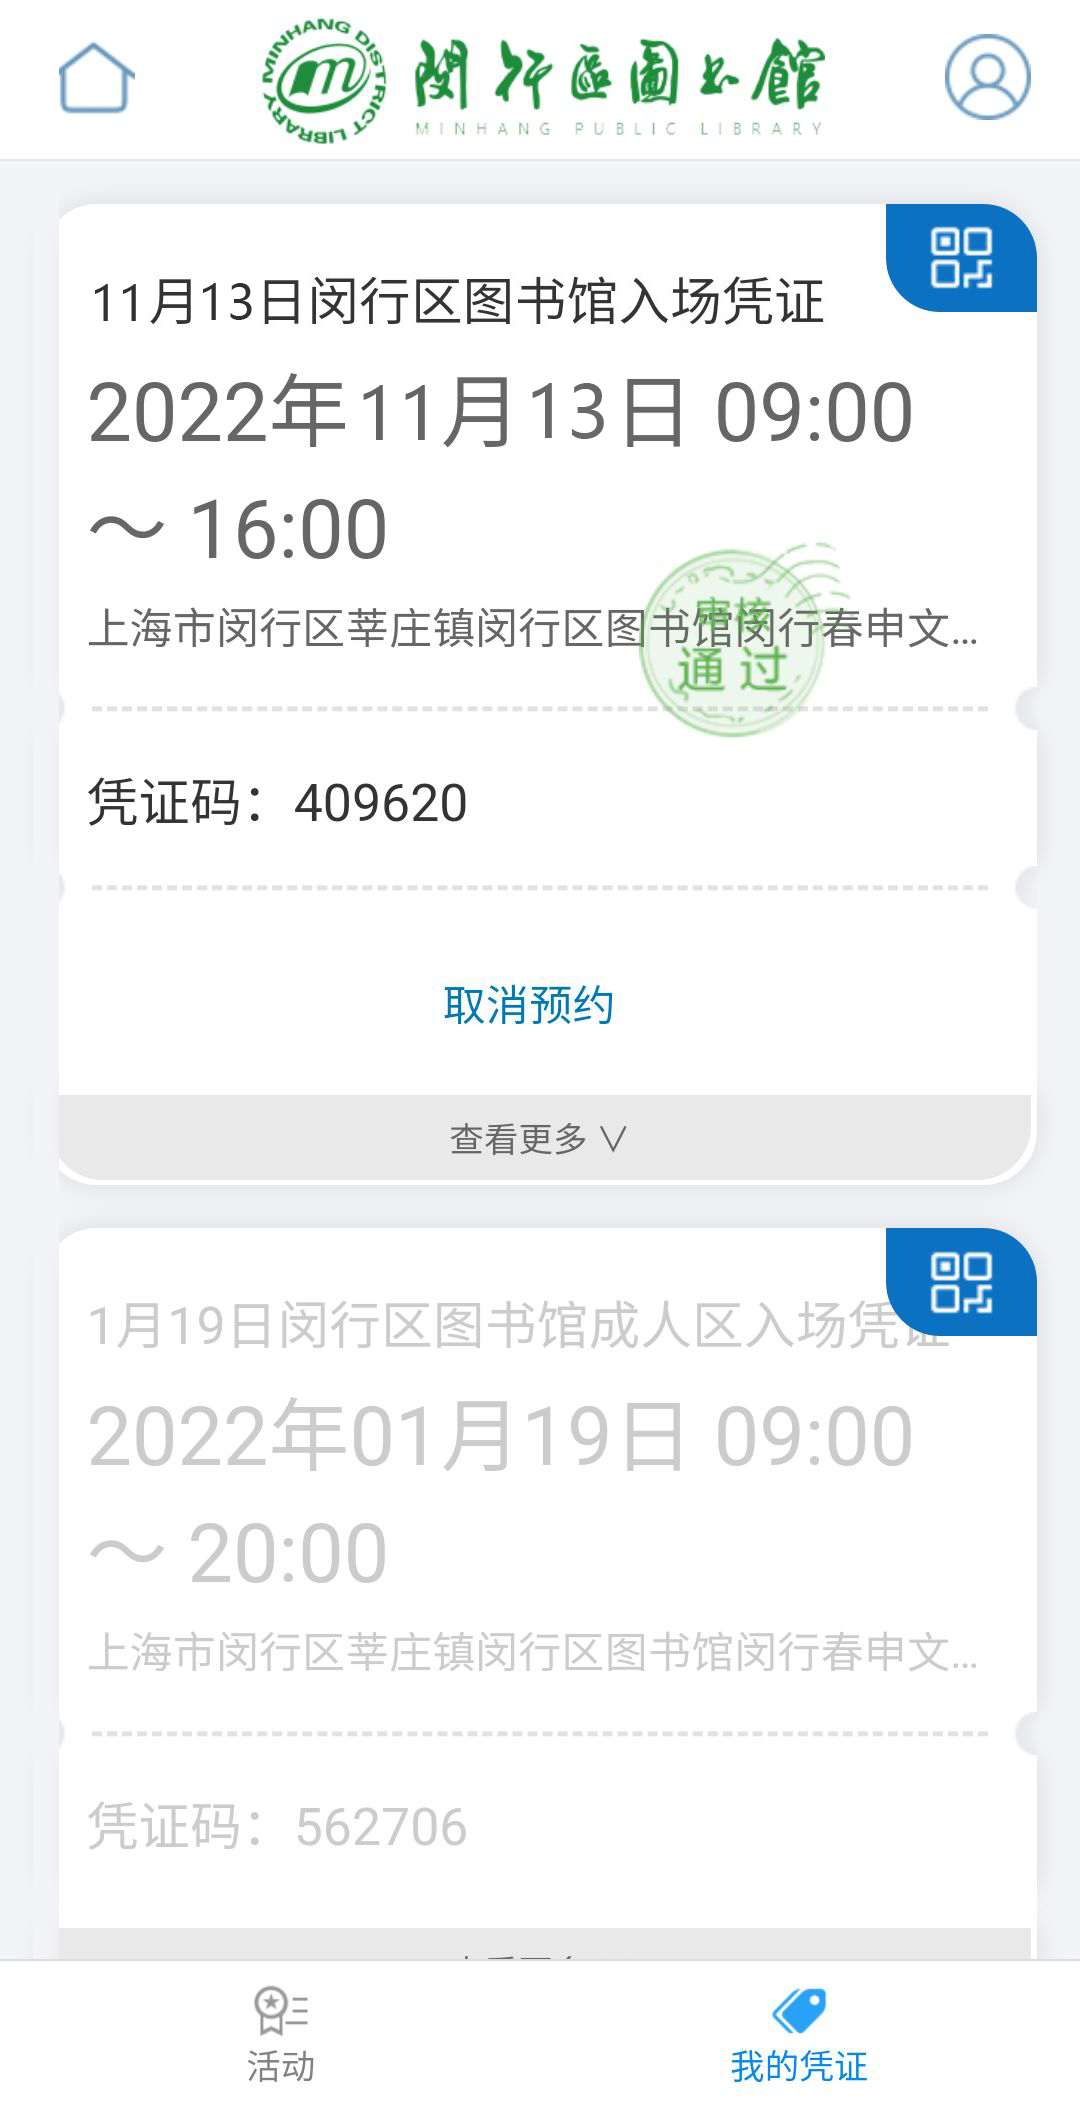 MINHANG DISTRICT LIBRARY
闵行區圖书館
MINHANG PUBLIC LIBRARY
11月13日闵行区图书馆入场凭证
2022年11月13日 09:00
～ 16:00
上海市闵行区莘庄镇闵行区图书馆闵行春申文...
审核
通过
凭证码：409620
取消预约
查看更多 ∨
1月19日闵行区图书馆成人区入场凭证
2022年01月19日 09:00
～ 20:00
上海市闵行区莘庄镇闵行区图书馆闵行春申文...
凭证码：562706
活动
我的凭证